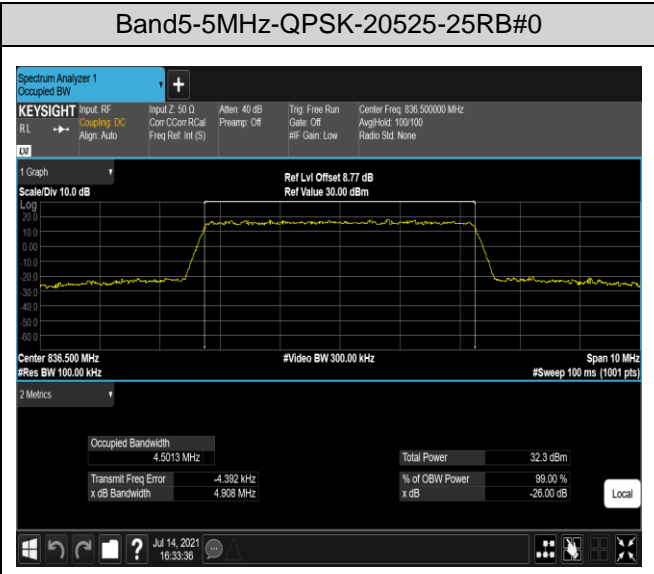 Band5-5MHz-QPSK-20525-25RB#0
Spectrum Analyzer 1
Occupied BW
+
KEYSIGHT Input: RF Input Z: 50 Ω Atten: 40 dB Trig: Free Run Center Freq: 836.500000 MHz
RL Coupling: DC Corr CCorr RCal Preamp: Off Gate: Off Avg|Hold: 100/100
Align: Auto Freq Ref: Int (S) #IF Gain: Low Radio Std: None
LXI
1 Graph
Ref Lvl Offset 8.77 dB
Scale/Div 10.0 dB Ref Value 30.00 dBm
Log
20.0
10.0
0.00
-10.0
-20.0
-30.0
-40.0
-50.0
-60.0
Center 836.500 MHz #Video BW 300.00 kHz Span 10 MHz
#Res BW 100.00 kHz #Sweep 100 ms (1001 pts)
2 Metrics
Occupied Bandwidth
4.5013 MHz Total Power 32.3 dBm
Transmit Freq Error -4.392 kHz % of OBW Power 99.00 %
x dB Bandwidth 4.908 MHz x dB -26.00 dB
Local
? Jul 14, 2021
16:33:36